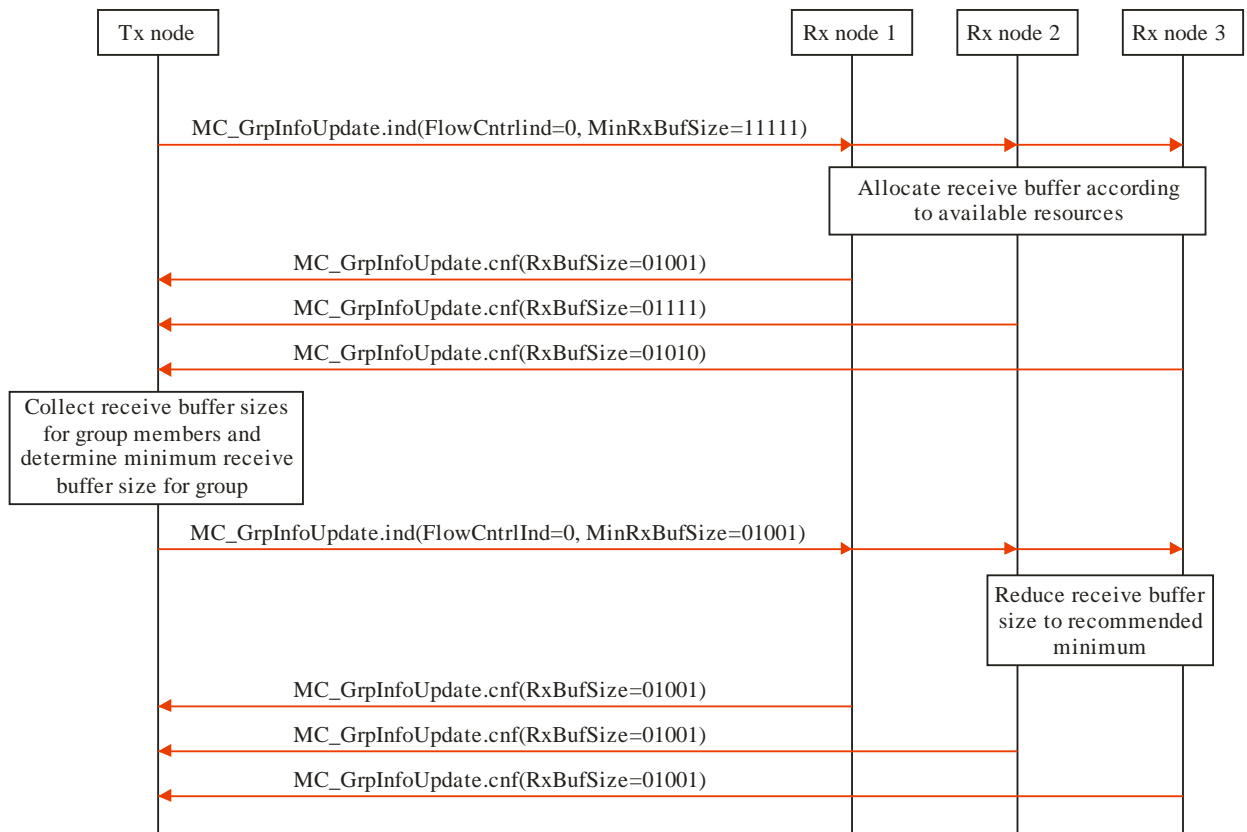 Tx node
Rx node 1
Rx node 2
Rx node 3
MC_GrpInfoUpdate.ind(FlowCntrlind=0, MinRxBufSize=11111)
Allocate receive buffer according
to available resources
MC_GrpInfoUpdate.cnf(RxBufSize=01001)
MC_GrpInfoUpdate.cnf(RxBufSize=01111)
MC_GrpInfoUpdate.cnf(RxBufSize=01010)
Collect receive buffer sizes
for group members and
determine minimum receive
buffer size for group
MC_GrpInfoUpdate.ind(FlowCntrlInd=0, MinRxBufSize=01001)
Reduce receive buffer
size to recommended
minimum
MC_GrpInfoUpdate.cnf(RxBufSize=01001)
MC_GrpInfoUpdate.cnf(RxBufSize=01001)
MC_GrpInfoUpdate.cnf(RxBufSize=01001)